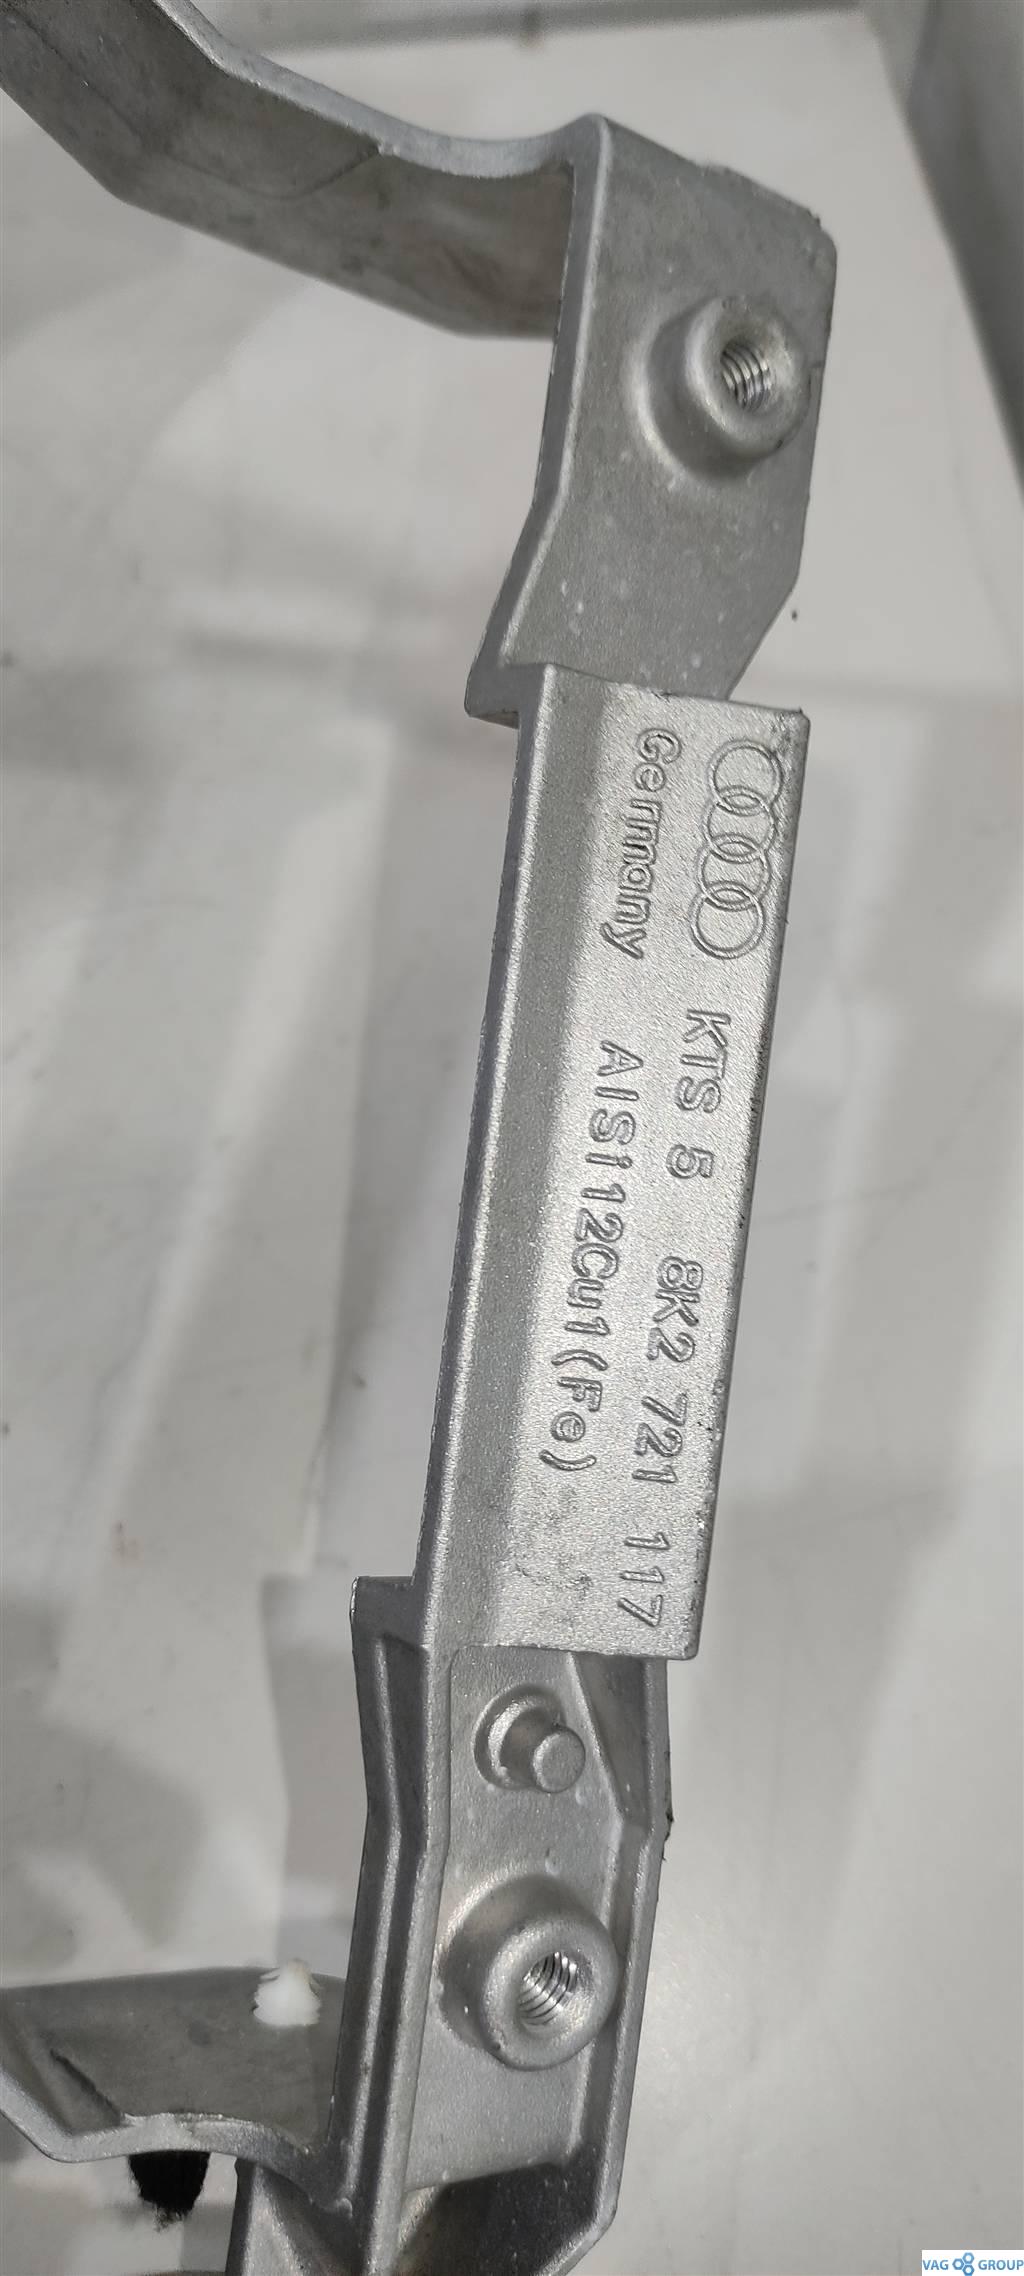 KTS 5 8K2 721 117
Germany AlSi12Cu1(Fe)
VAG GROUP